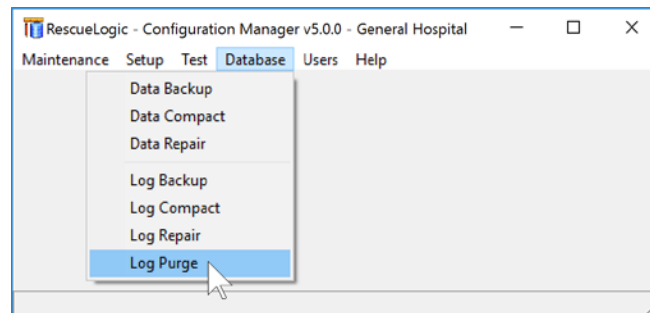 RescueLogic - Configuration Manager v5.0.0 - General Hospital
Maintenance Setup Test Database Users Help
Data Backup
Data Compact
Data Repair
Log Backup
Log Compact
Log Repair
Log Purge